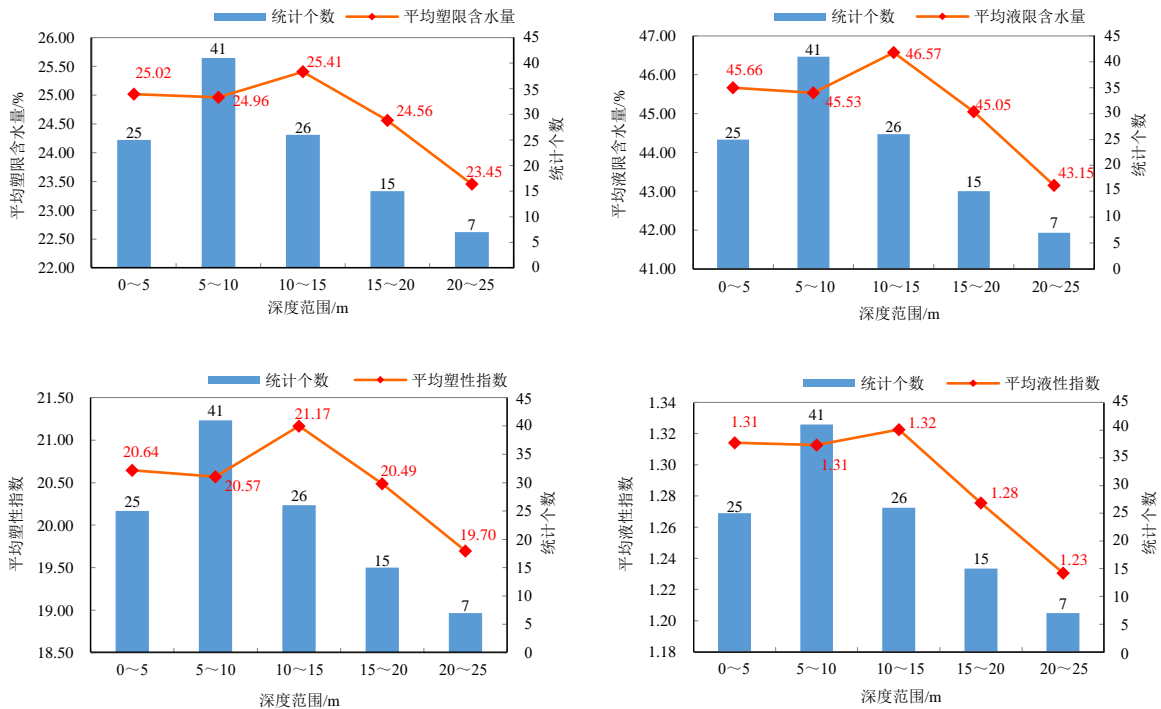 统计个数 平均塑限含水量
26.00
25.50
25.00
24.50
24.00
23.50
23.00
22.50
22.00
平均塑限含水量/%
45
40
35
30
25
20
15
10
5
0
统计个数
25 41 26 15 7
25.02 24.96 25.41 24.56 23.45
0～5 5～10 10～15 15～20 20～25
深度范围/m
统计个数 平均液限含水量
47.00
46.00
45.00
44.00
43.00
42.00
41.00
平均液限含水量/%
45
40
35
30
25
20
15
10
5
0
统计个数
25 41 26 15 7
45.66 45.53 46.57 45.05 43.15
0～5 5～10 10～15 15～20 20～25
深度范围/m
统计个数 平均塑性指数
21.50
21.00
20.50
20.00
19.50
19.00
18.50
平均塑性指数
45
40
35
30
25
20
15
10
5
0
统计个数
25 41 26 15 7
20.64 20.57 21.17 20.49 19.70
0～5 5～10 10～15 15～20 20～25
深度范围/m
统计个数 平均液性指数
1.34
1.32
1.30
1.28
1.26
1.24
1.22
1.20
1.18
平均液性指数
45
40
35
30
25
20
15
10
5
0
统计个数
25 41 26 15 7
1.31 1.31 1.32 1.28 1.23
0～5 5～10 10～15 15～20 20～25
深度范围/m